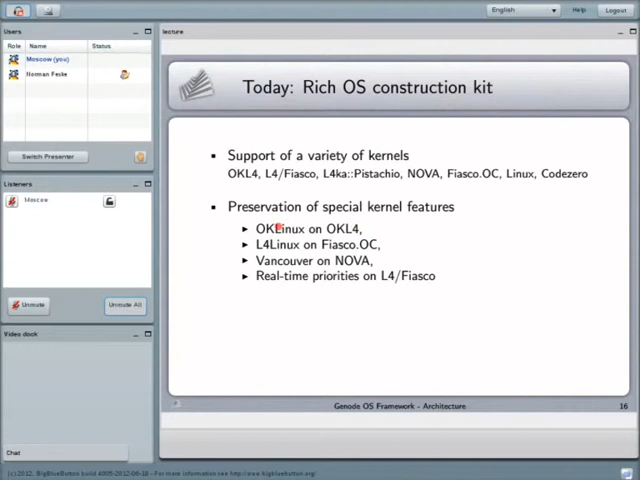 English
Help
Logout
Users
Role Name Status
Moscow (you)
Norman Feske
Switch Presenter
Listeners
Moscow
Unmute
Unmute All
Video dock
Chat
lecture
Today: Rich OS construction kit
Support of a variety of kernels
OKL4, L4/Fiasco, L4ka::Pistachio, NOVA, Fiasco.OC, Linux, Codezero
Preservation of special kernel features
OKLinux on OKL4,
L4Linux on Fiasco.OC,
Vancouver on NOVA,
Real-time priorities on L4/Fiasco
Genode OS Framework - Architecture 16
(c) 2012, BigBlueButton build 4005-2012-06-18 - For more information see http://www.bigbluebutton.org/